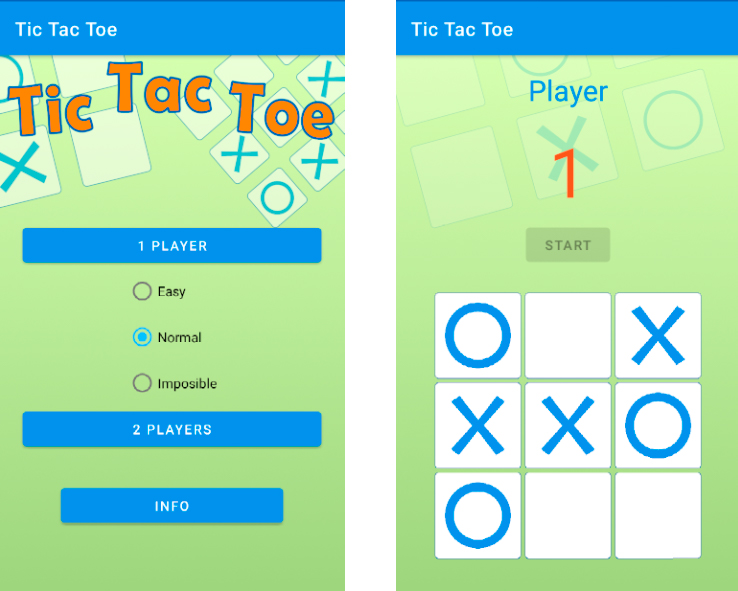 Tic Tac Toe
Tic Tac Toe
1 PLAYER
Easy
Normal
Imposible
2 PLAYERS
INFO
Tic Tac Toe
Player
1
START